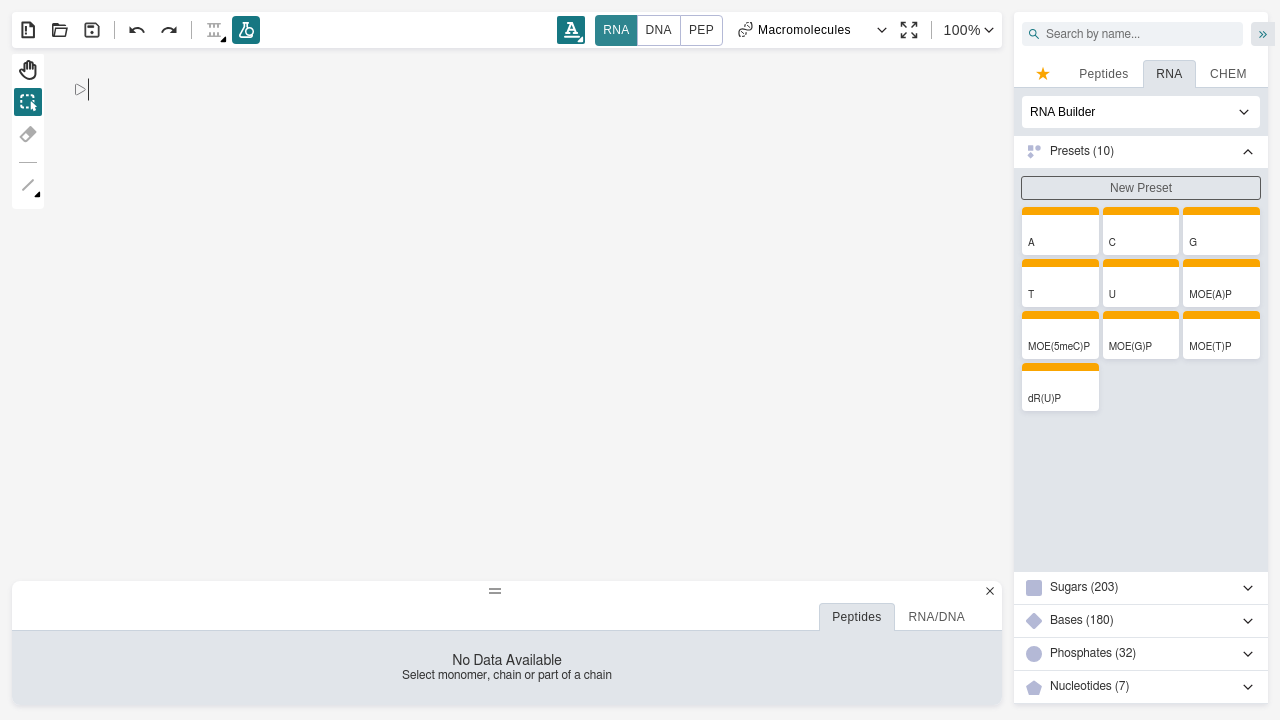 RNA DNA PEP Macromolecules 100%
Search by name...
Peptides RNA CHEM
RNA Builder
Presets (10)
New Preset
A C G
T U MOE(A)P
MOE(5meC)P MOE(G)P MOE(T)P
dR(U)P
Sugars (203)
Bases (180)
Phosphates (32)
Nucleotides (7)
Peptides RNA/DNA
No Data Available
Select monomer, chain or part of a chain